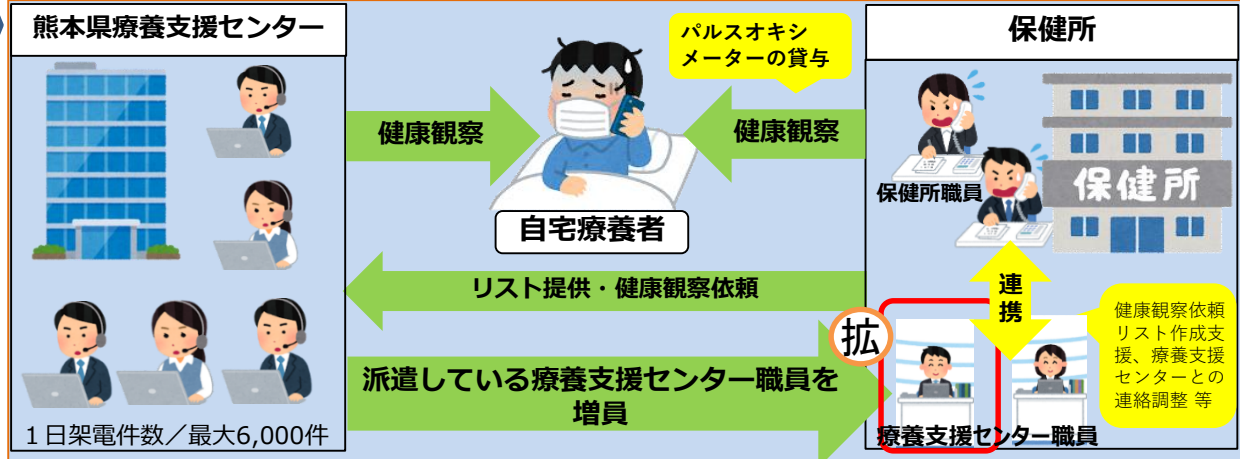 熊本県療養支援センター
１日架電件数／最大6,000件
健康観察
自宅療養者
パルスオキシ
メーターの貸与
健康観察
リスト提供・健康観察依頼
派遣している療養支援センター職員を
増員
保健所
保健所職員
保健所
連
携
拡
健康観察依頼
リスト作成支
援、療養支援
センターとの
連絡調整 等
療養支援センター職員